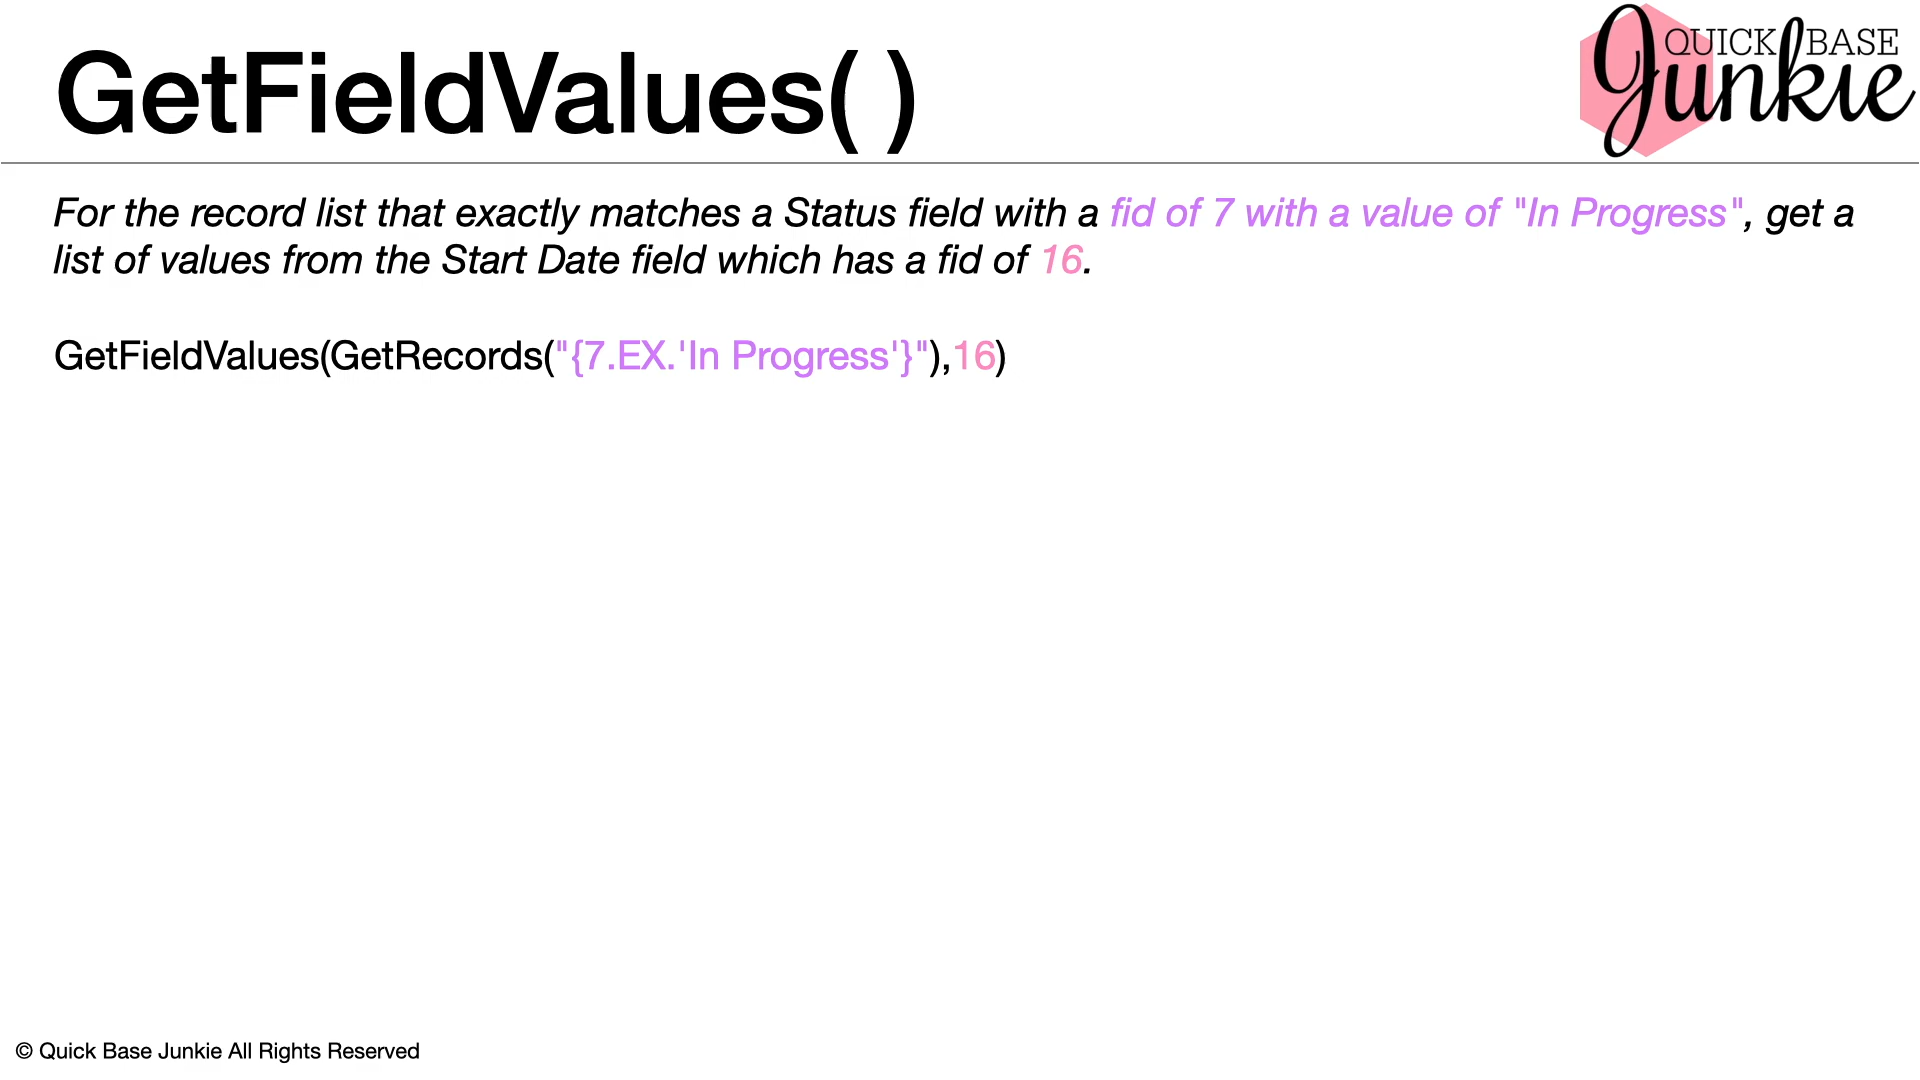 GetFieldValues( )
QUICK BASE
Junkie
For the record list that exactly matches a Status field with a fid of 7 with a value of "In Progress", get a
list of values from the Start Date field which has a fid of 16.
GetFieldValues(GetRecords("{7.EX.'In Progress'}"),16)
© Quick Base Junkie All Rights Reserved